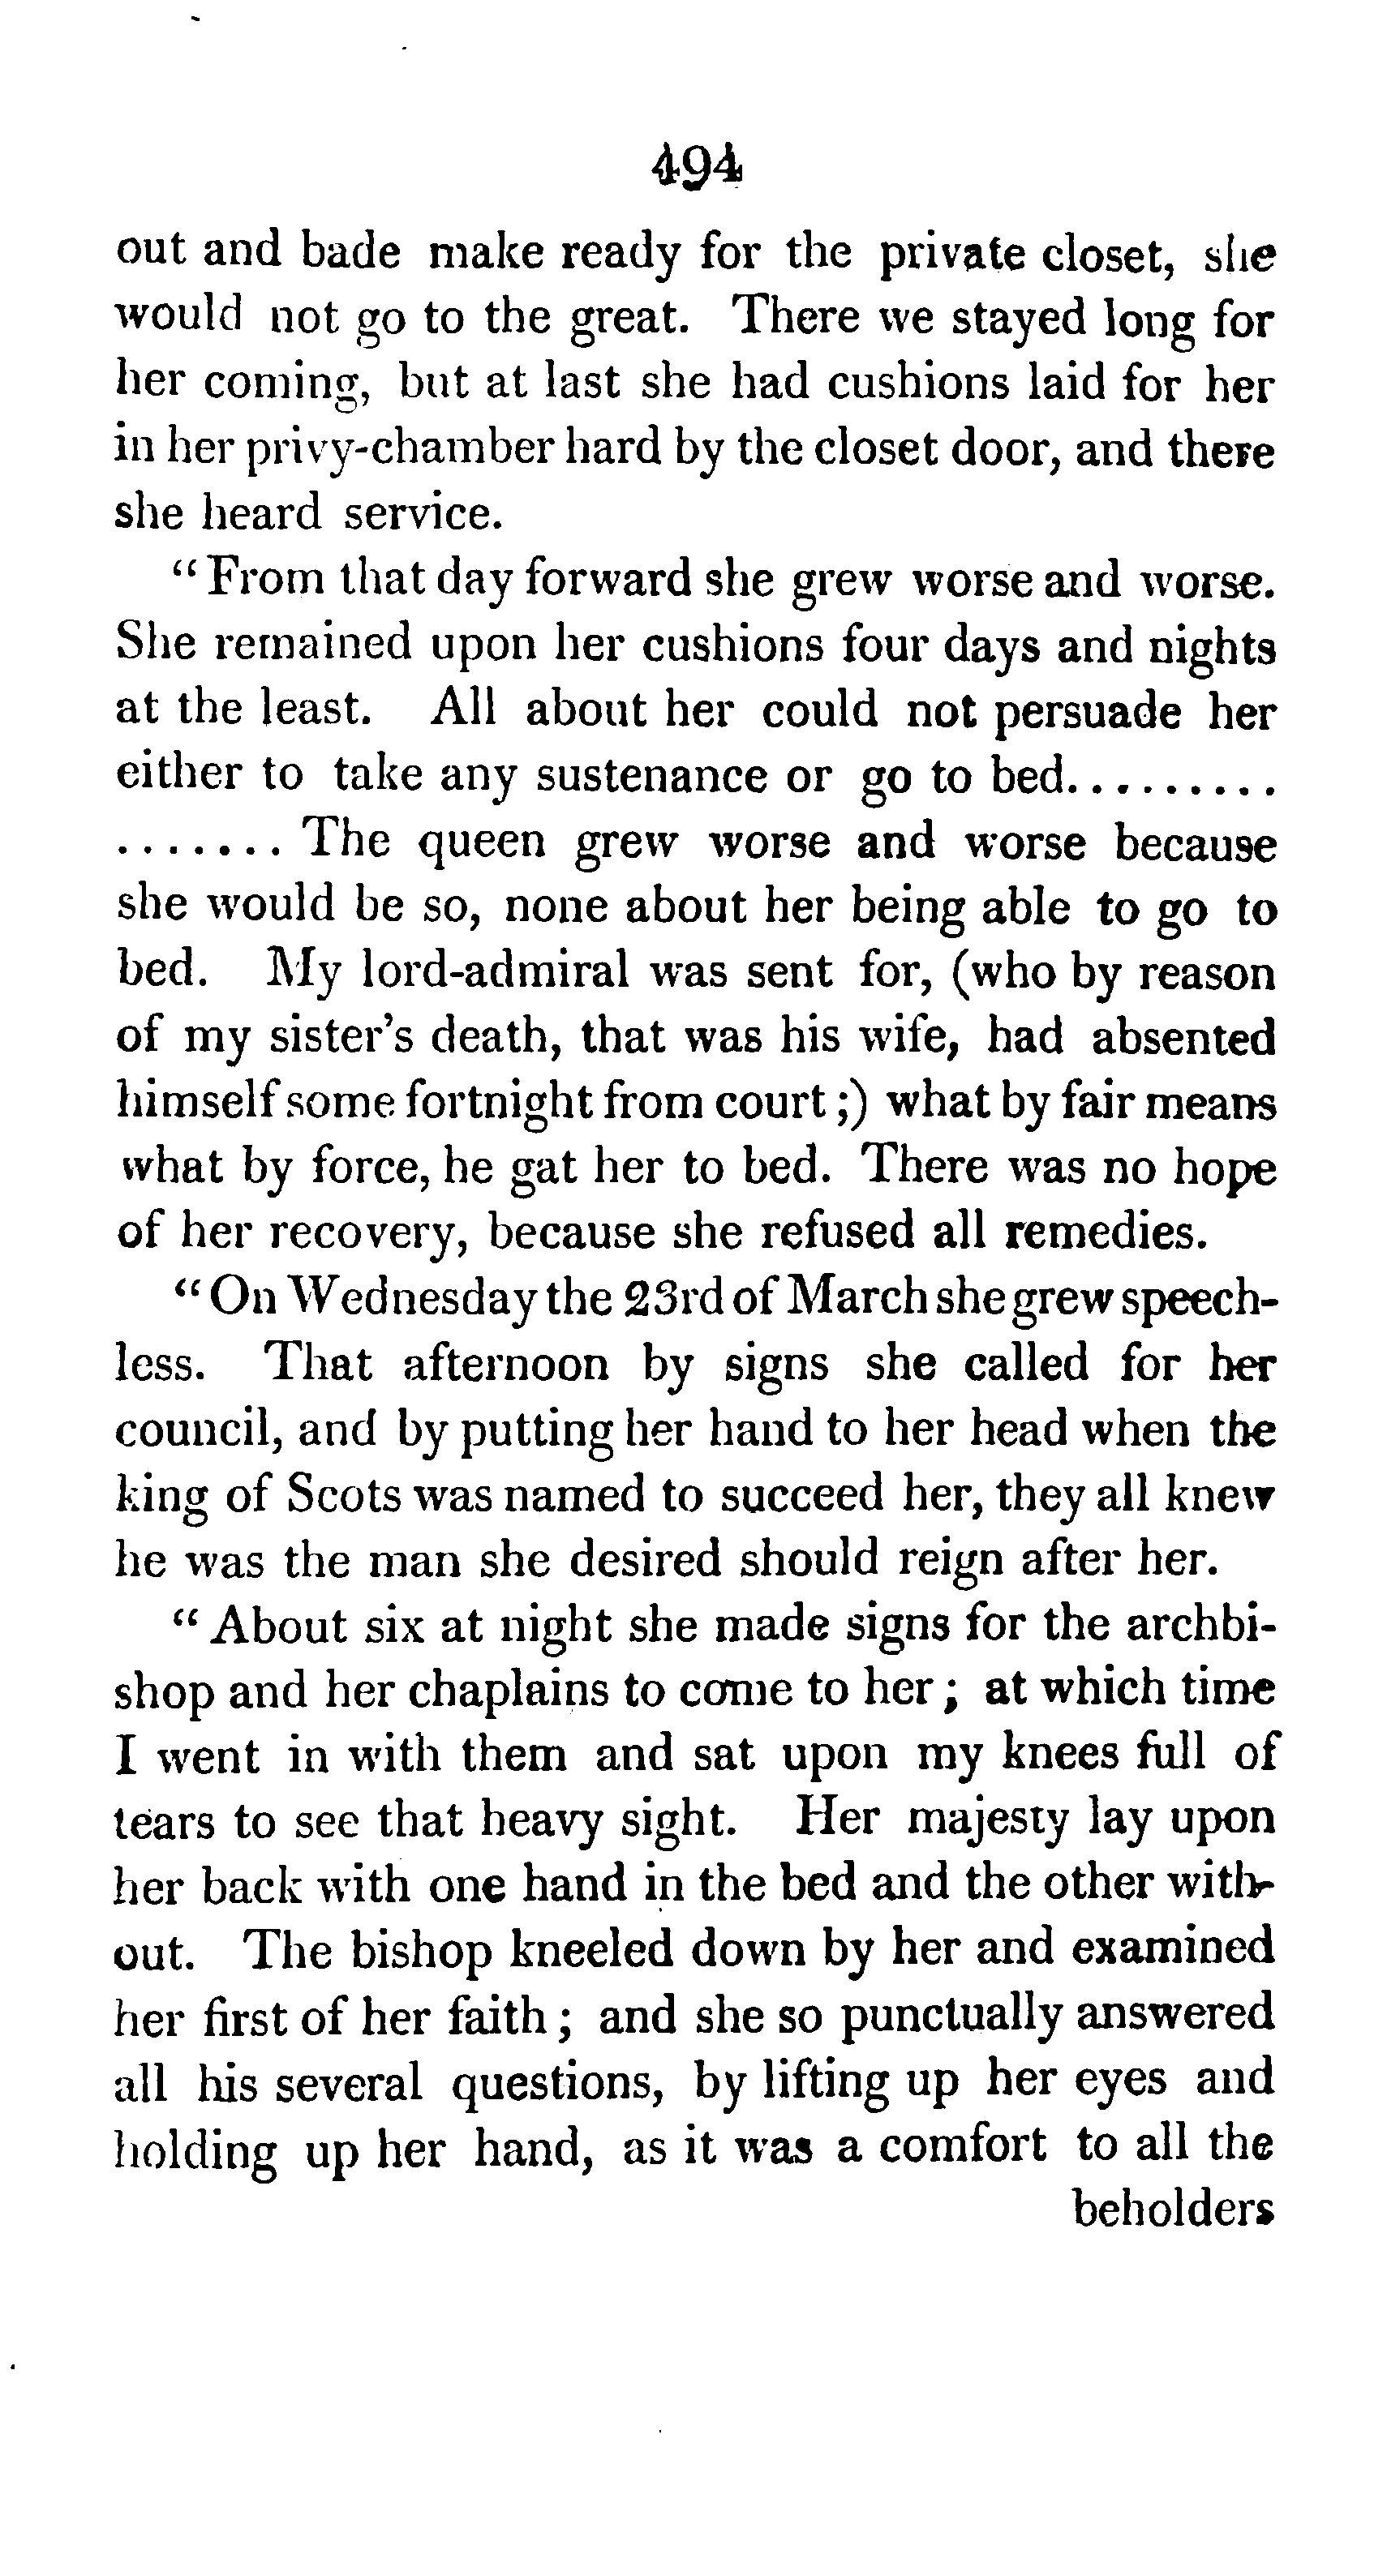 494
out and bade make ready for the private closet, she
would not go to the great. There we stayed long for
her coming, but at last she had cushions laid for her
in her privy-chamber hard by the closet door, and there
she heard service.
“From that day forward she grew worse and worse.
She remained upon her cushions four days and nights
at the least. All about her could not persuade her
either to take any sustenance or go to bed.........
....... The queen grew worse and worse because
she would be so, none about her being able to go to
bed. My lord-admiral was sent for, (who by reason
of my sister's death, that was his wife, had absented
himself some fortnight from court;) what by fair means
what by force, he gat her to bed. There was no hope
of her recovery, because she refused all remedies.
“On Wednesday the 23rd of March she grew speech-
less. That afternoon by signs she called for her
council, and by putting her hand to her head when the
king of Scots was named to succeed her, they all knew
he was the man she desired should reign after her.
“About six at night she made signs for the archbi-
shop and her chaplains to come to her; at which time
I went in with them and sat upon my knees full of
tears to see that heavy sight. Her majesty lay upon
her back with one hand in the bed and the other with-
out. The bishop kneeled down by her and examined
her first of her faith; and she so punctually answered
all his several questions, by lifting up her eyes and
holding up her hand, as it was a comfort to all the
beholders